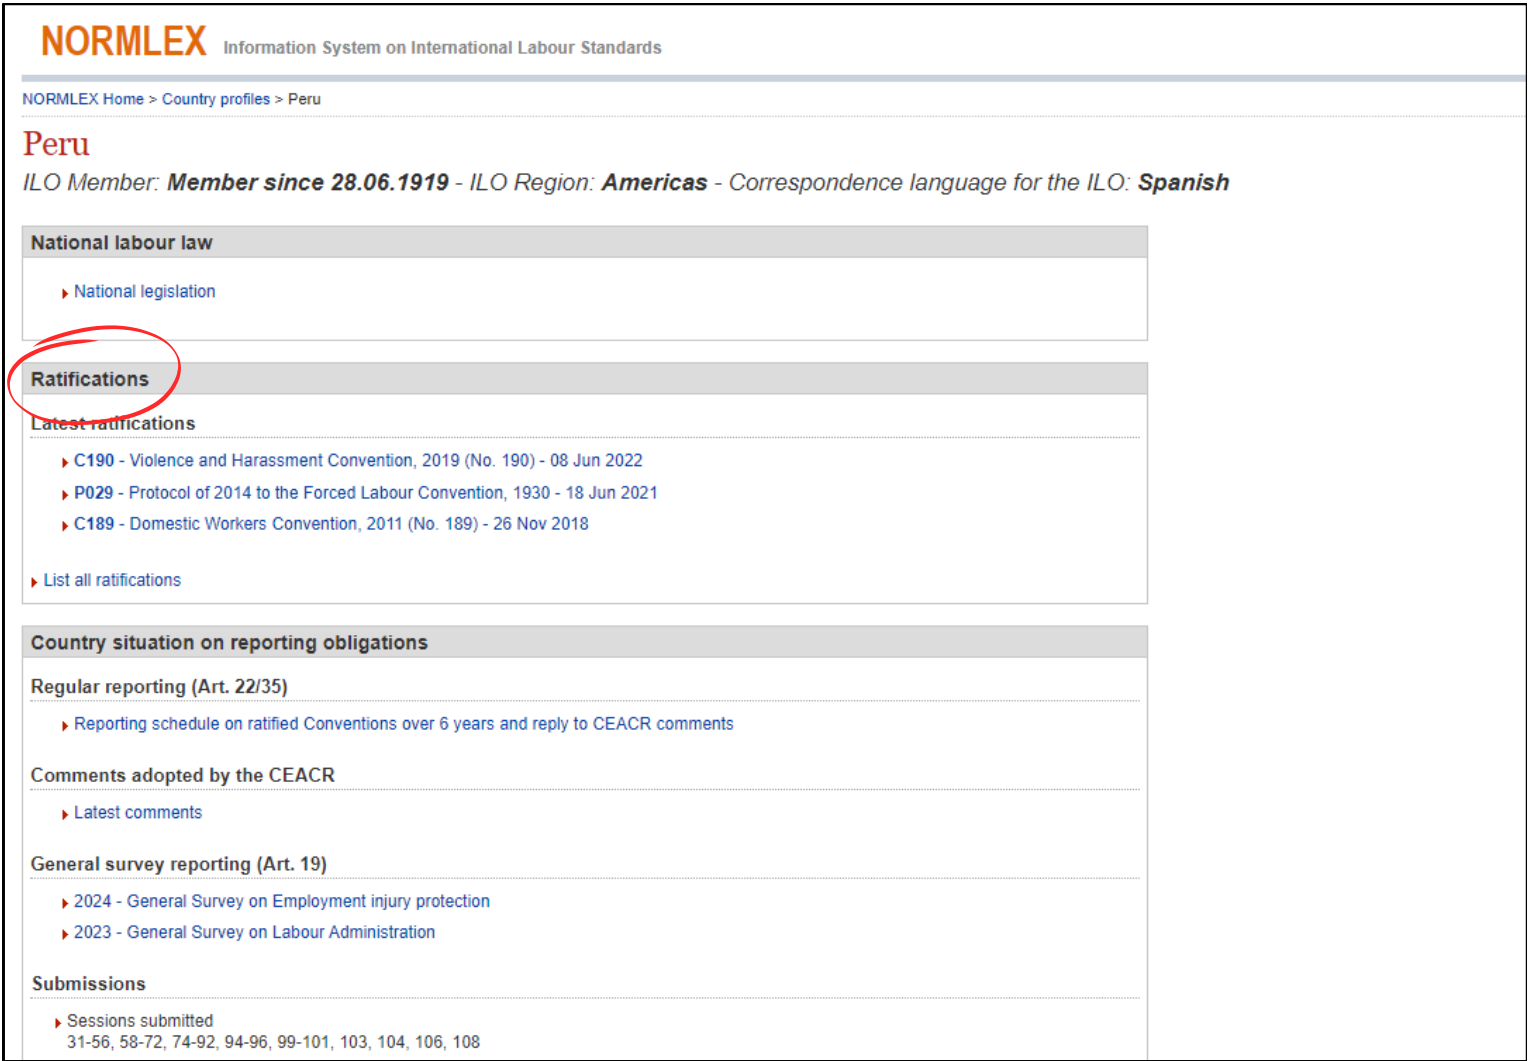 NORMLEX Information System on International Labour Standards
NORMLEX Home > Country profiles > Peru
Peru
ILO Member: Member since 28.06.1919 - ILO Region: Americas - Correspondence language for the ILO: Spanish
National labour law
National legislation
Ratifications
Latest ratifications
C190 - Violence and Harassment Convention, 2019 (No. 190) - 08 Jun 2022
P029 - Protocol of 2014 to the Forced Labour Convention, 1930 - 18 Jun 2021
C189 - Domestic Workers Convention, 2011 (No. 189) - 26 Nov 2018
List all ratifications
Country situation on reporting obligations
Regular reporting (Art. 22/35)
Reporting schedule on ratified Conventions over 6 years and reply to CEACR comments
Comments adopted by the CEACR
Latest comments
General survey reporting (Art. 19)
2024 - General Survey on Employment injury protection
2023 - General Survey on Labour Administration
Submissions
Sessions submitted
31-56, 58-72, 74-92, 94-96, 99-101, 103, 104, 106, 108